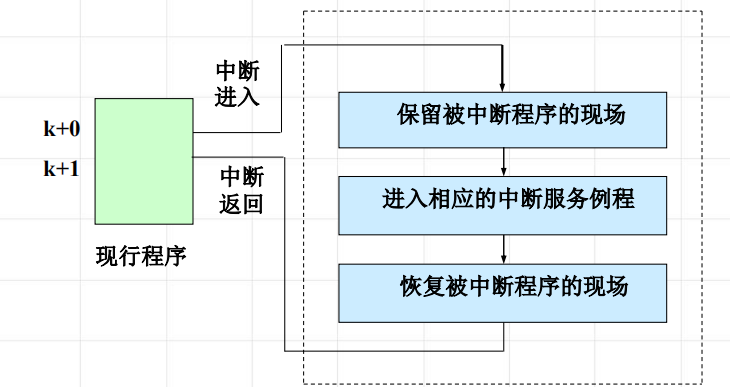 中断
进入
保留被中断程序的现场
k+0
k+1
中断
返回
进入相应的中断服务例程
现行程序
恢复被中断程序的现场